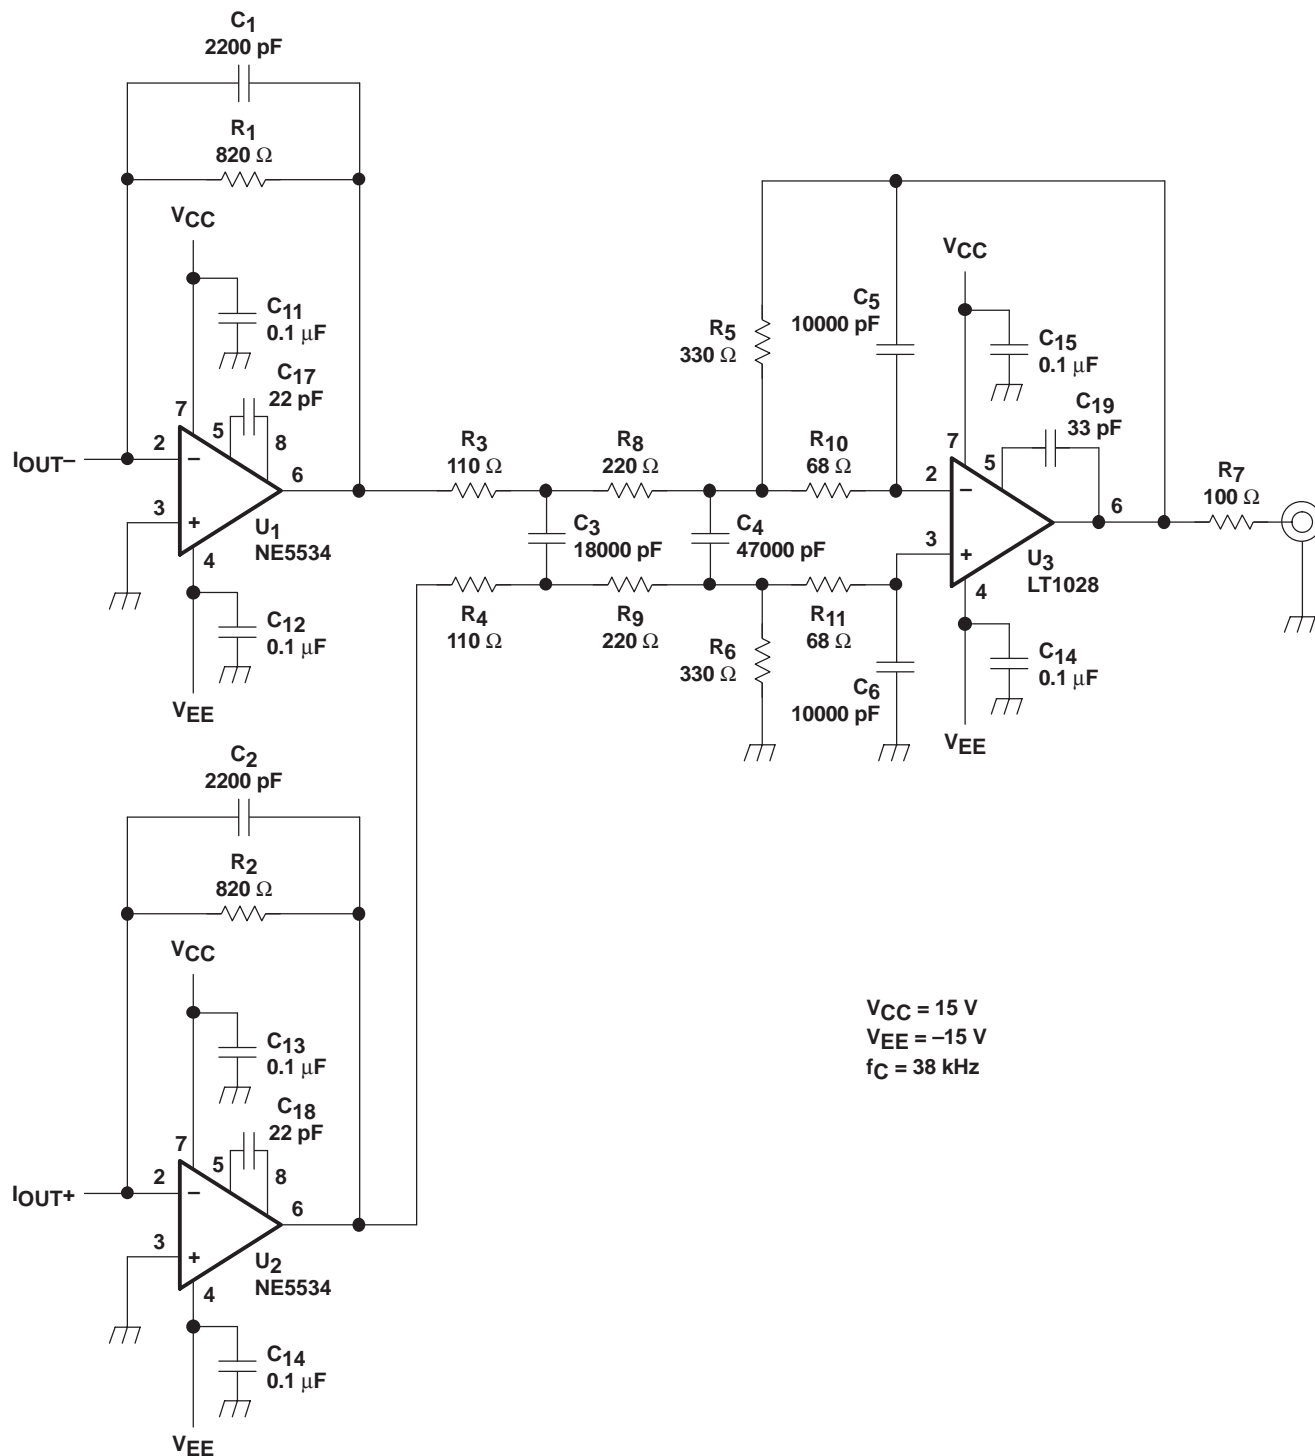 C1
2200 pF
R1
820 Ω
VCC
C11
0.1 μF
C17
22 pF
7
5
8
2
IOUT–
–
6
3
+
U1
NE5534
4
C12
0.1 μF
VEE
R3
110 Ω
R8
220 Ω
R10
68 Ω
C3
18000 pF
C4
47000 pF
R4
110 Ω
R9
220 Ω
R11
68 Ω
R5
330 Ω
C5
10000 pF
R6
330 Ω
C6
10000 pF
VCC
C15
0.1 μF
C19
33 pF
7
5
2
–
6
3
+
U3
LT1028
4
R7
100 Ω
C14
0.1 μF
VEE
C2
2200 pF
R2
820 Ω
VCC
C13
0.1 μF
C18
22 pF
7
5
8
2
IOUT+
–
6
3
+
U2
NE5534
4
C14
0.1 μF
VEE
VCC = 15 V
VEE = –15 V
fC = 38 kHz